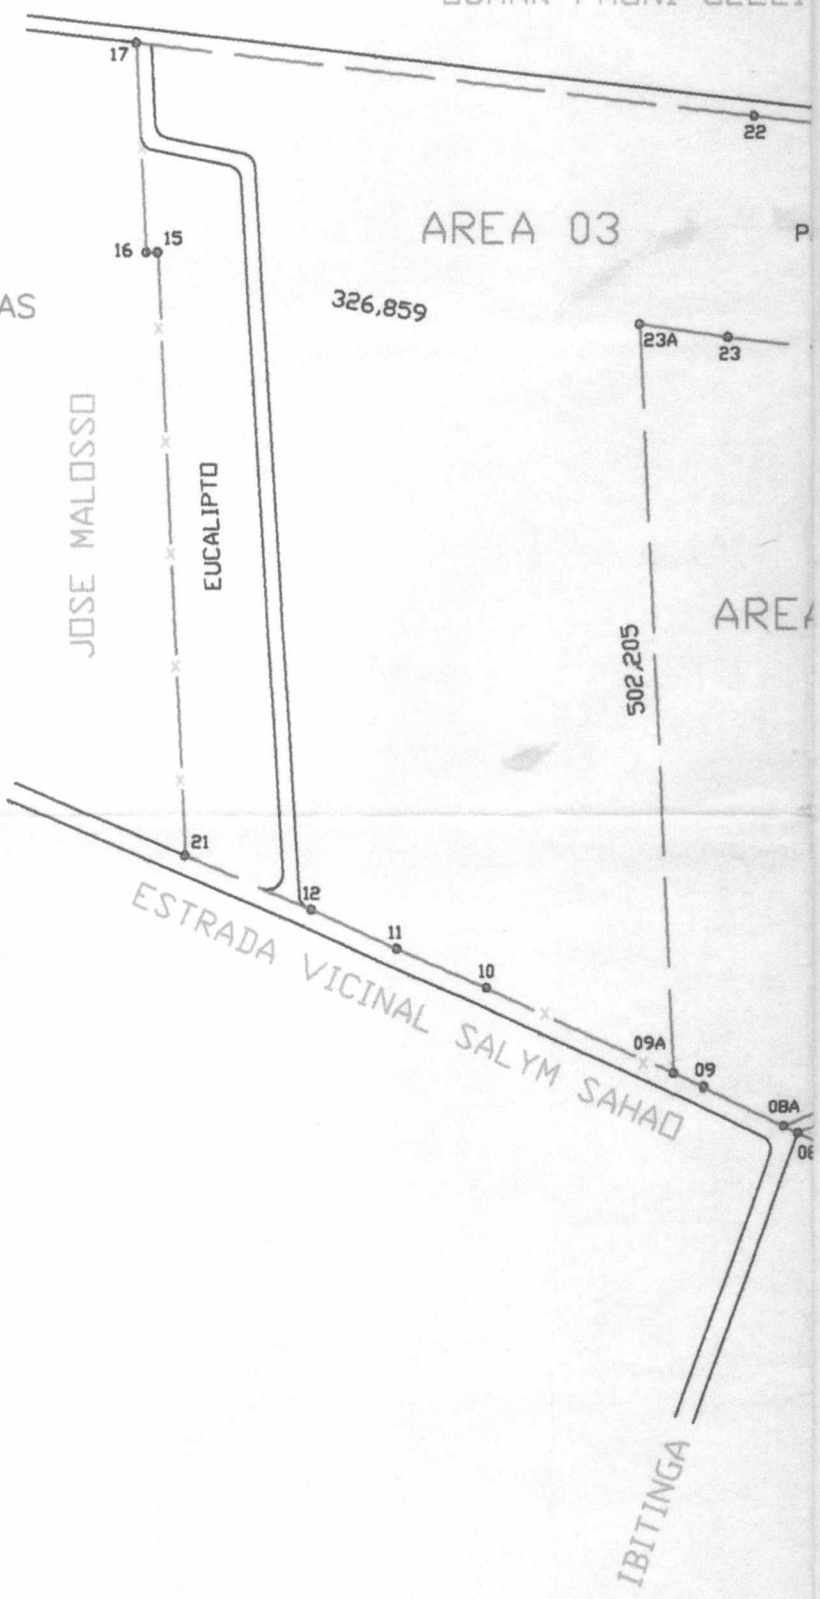 17
22
AREA 03
P
16
15
AS
326,859
23A
23
JOSE MALOSSO
EUCALIPTO
AREA
502,205
21
12
11
10
ESTRADA VICINAL SALYM SAHAO
09A
09
08A
IBITINGA